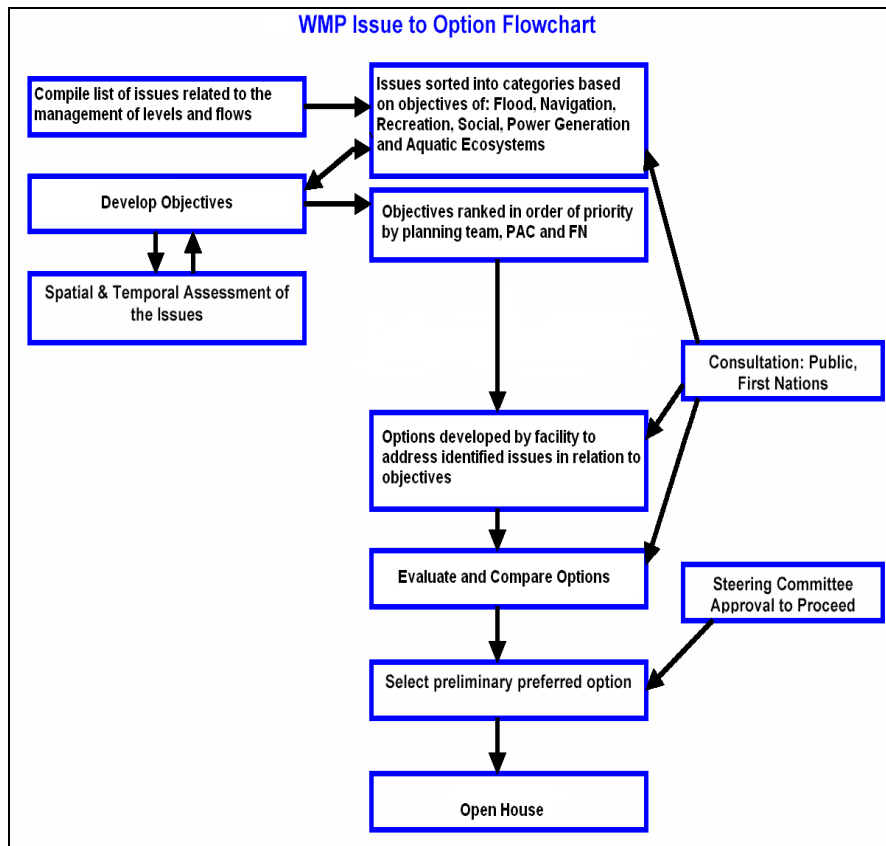 WMP Issue to Option Flowchart
Compile list of issues related to the
management of levels and flows
Issues sorted into categories based
on objectives of: Flood, Navigation,
Recreation, Social, Power Generation
and Aquatic Ecosystems
Develop Objectives
Objectives ranked in order of priority
by planning team, PAC and FN
Spatial & Temporal Assessment of
the Issues
Consultation: Public,
First Nations
Options developed by facility to
address identified issues in relation to
objectives
Evaluate and Compare Options
Steering Committee
Approval to Proceed
Select preliminary preferred option
Open House